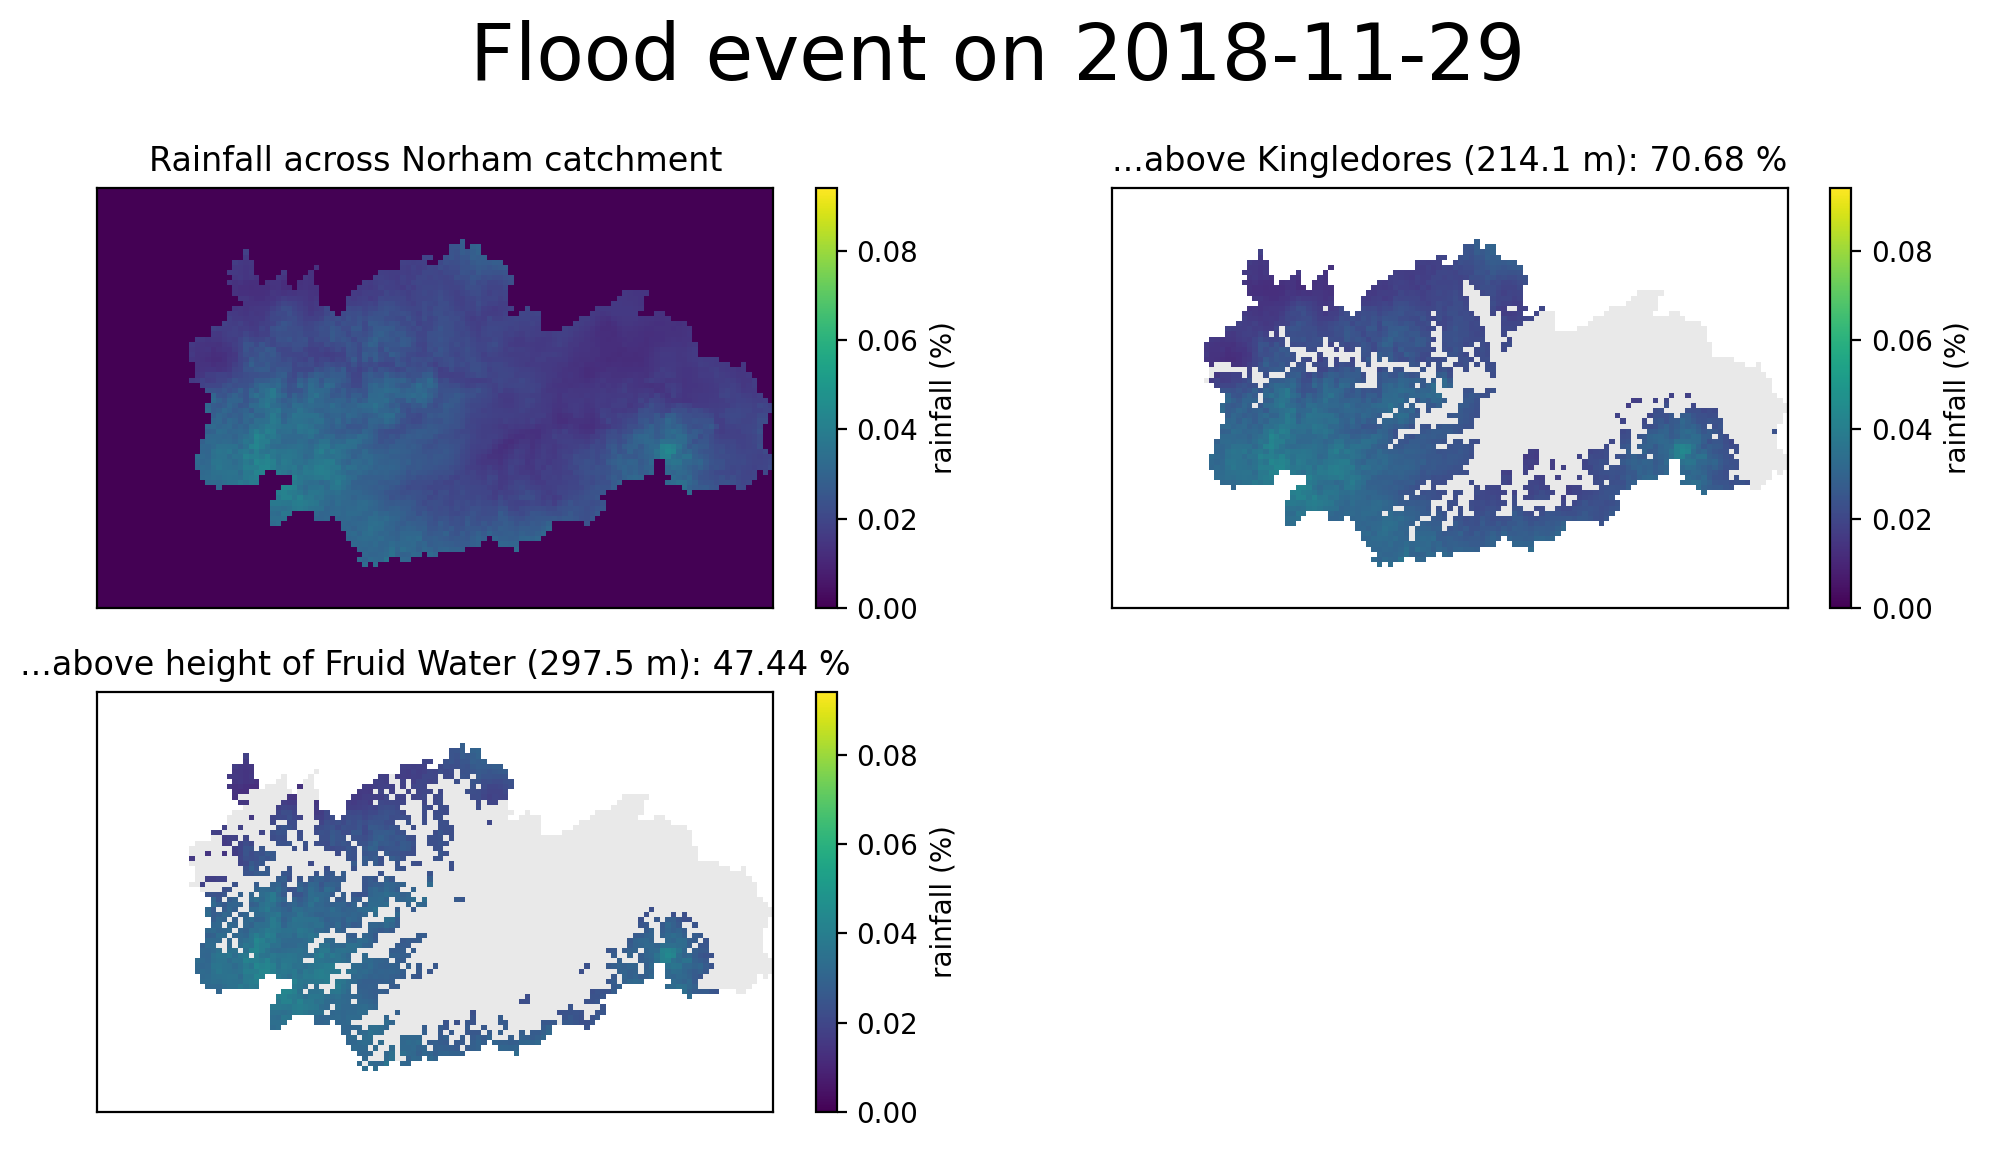 Flood event on 2018-11-29
Rainfall across Norham catchment
0.08
0.06
0.04
0.02
0.00
rainfall (%)
...above Kingledores (214.1 m): 70.68 %
0.08
0.06
0.04
0.02
0.00
rainfall (%)
...above height of Fruid Water (297.5 m): 47.44 %
0.08
0.06
0.04
0.02
0.00
rainfall (%)